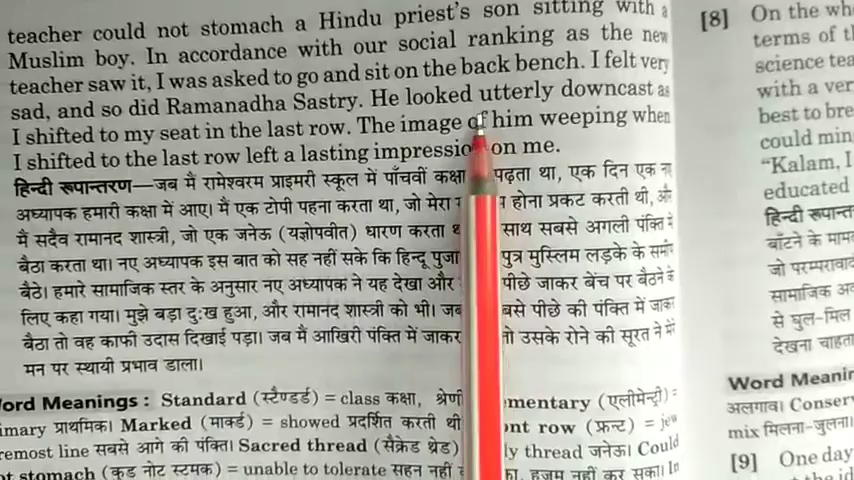 teacher could not stomach a Hindu priest's son sitting with a
Muslim boy. In accordance with our social ranking as the new
teacher saw it, I was asked to go and sit on the back bench. I felt very
sad, and so did Ramanadha Sastry. He looked utterly downcast as
I shifted to my seat in the last row. The image of him weeping when
I shifted to the last row left a lasting impression on me.
हिन्दी रूपान्तरण—जब मैं रामेश्वरम प्राइमरी स्कूल में पाँचवीं कक्षा पढ़ता था, एक दिन एक
अध्यापक हमारी कक्षा में आए। मैं एक टोपी पहना करता था, जो मेरा होना प्रकट करती थी, और
मैं सदैव रामानद शास्त्री, जो एक जनेऊ (यज्ञोपवीत) धारण करता साथ सबसे अगली पंक्ति में
बैठा करता था। नए अध्यापक इस बात को सह नहीं सके कि हिन्दू पुजा पुत्र मुस्लिम लड़के के समीप
बैठे। हमारे सामाजिक स्तर के अनुसार नए अध्यापक ने यह देखा और पीछे जाकर बेंच पर बैठने के
लिए कहा गया। मुझे बड़ा दुःख हुआ, और रामानद शास्त्री को भी। जब बसे पीछे की पंक्ति में जाकर
बैठा तो वह काफी उदास दिखाई पड़ा। जब मैं आखिरी पंक्ति में जाकर तो उसके रोने की सूरत ने मेरे
मन पर स्थायी प्रभाव डाला।
ord Meanings : Standard (स्टैण्डर्ड) = class कक्षा, श्रेणी mentary (एलीमेन्ट्री) =
imary प्राथमिक। Marked (मार्क्ड) = showed प्रदर्शित करती थी nt row (फ्रन्ट) =
remost line सबसे आगे की पंक्ति। Sacred thread (सैक्रेड थ्रेड) ly thread जनेऊ। Could
ot stomach (कुड नोट स्टमक) = unable to tolerate सहन नहीं हजम नहीं कर सका। In
[8] On the wh
terms of t
science tea
with a ver
best to bre
could min
"Kalam, I
educated
हिन्दी रूपान्त
बाँटने के माम
जो परम्परावाद
सामाजिक अ
से घुल-मिल
देखना चाहता
Word Meanin
अलगाव। Conser
mix मिलना-जुलना।
[9] One day